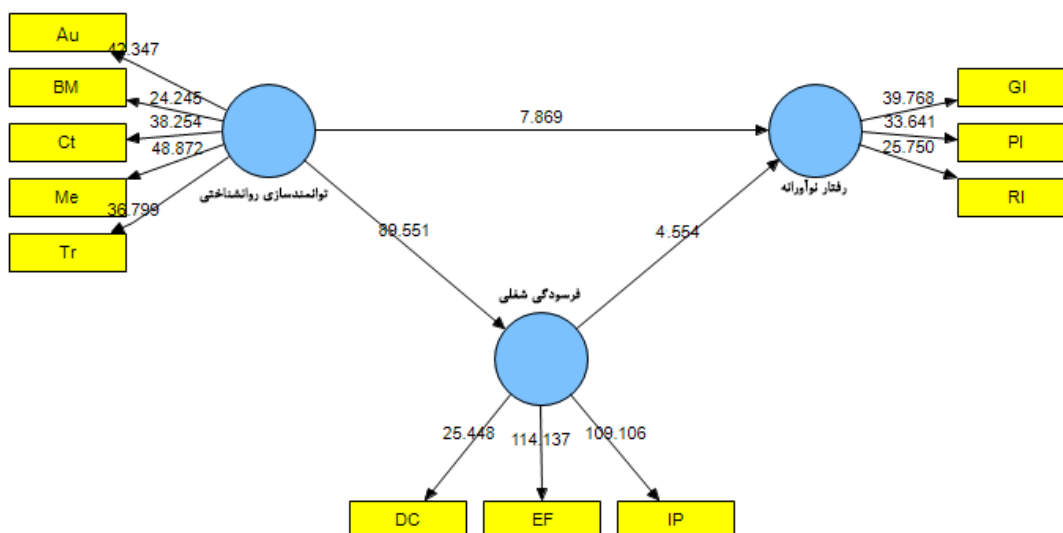 Au
42.347
BM
24.245
Ct
38.254
Me
48.872
Tr
36.799
توانمندسازی روانشناختی
7.869
رفتار نوآورانه
39.768
GI
33.641
PI
25.750
RI
89.551
4.554
فرسودگی شغلی
25.448
114.137
109.106
DC
EF
IP